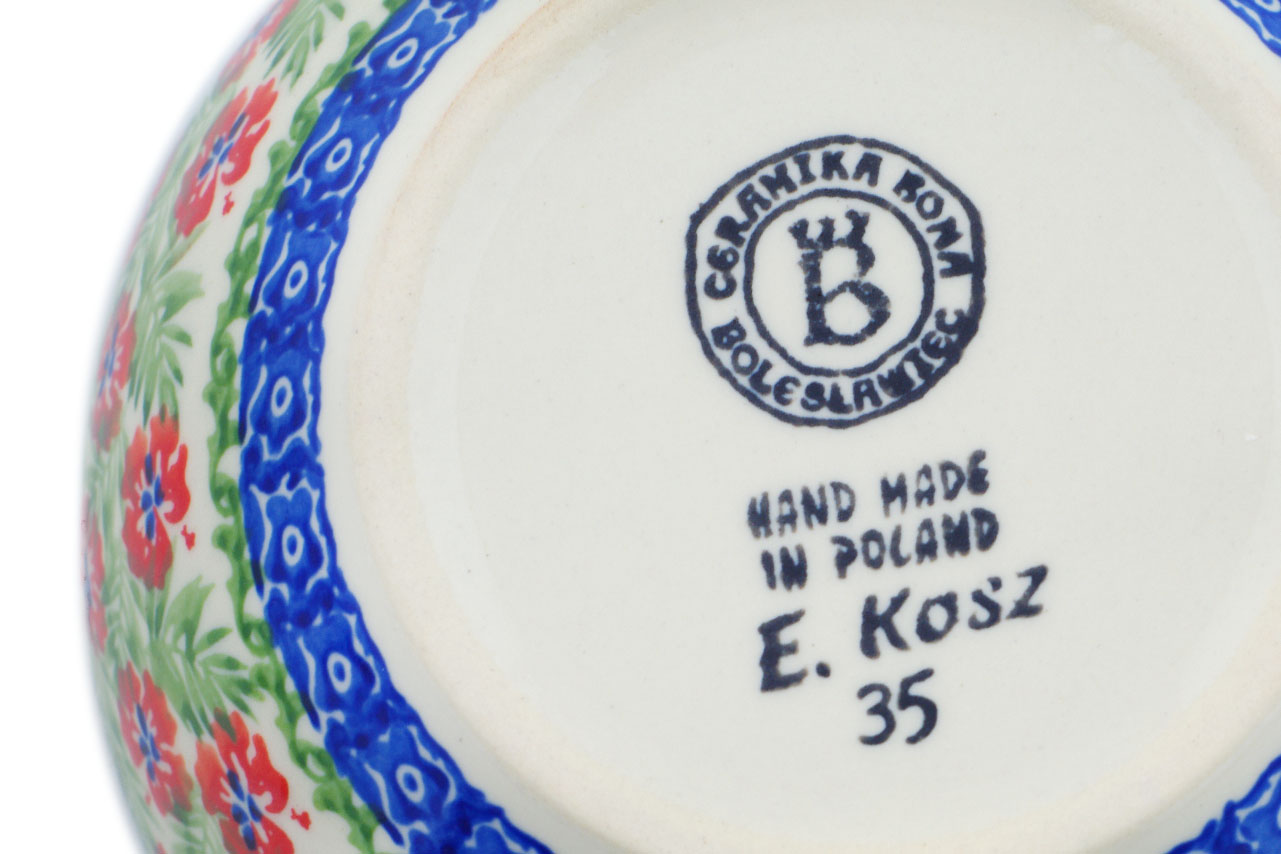 CERAMIKA BONA
BOLESŁAWIEC
B
HAND MADE
IN POLAND
E. KOSZ
35